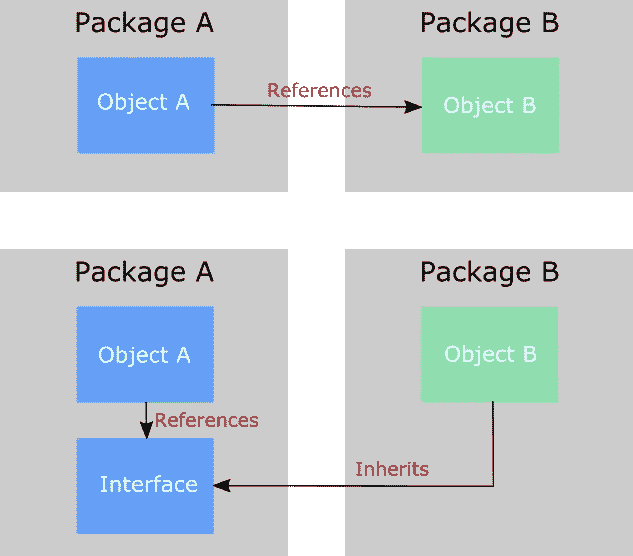 Package A
Package B
Object A
References
Object B
Package A
Package B
Object A
Object B
References
Inherits
Interface